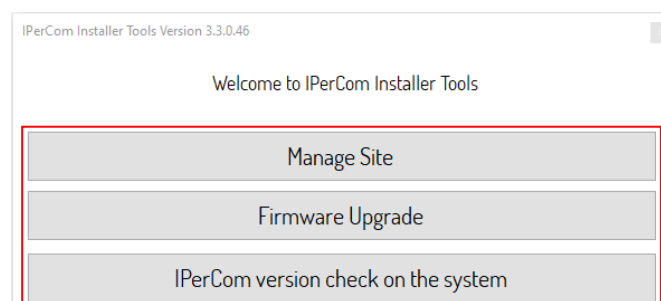 IPerCom Installer Tools Version 3.3.0.46
Welcome to IPerCom Installer Tools
Manage Site
Firmware Upgrade
IPerCom version check on the system